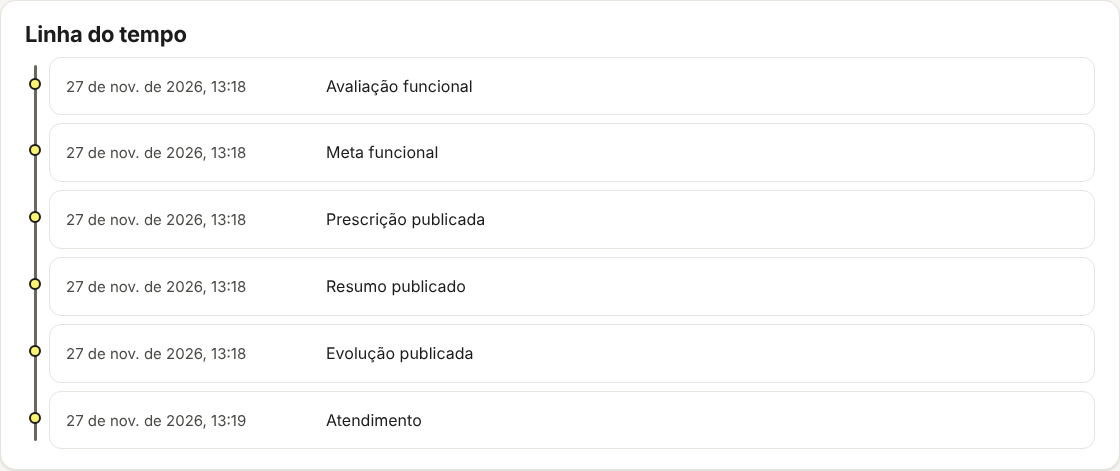 Linha do tempo
27 de nov. de 2026, 13:18 Avaliação funcional
27 de nov. de 2026, 13:18 Meta funcional
27 de nov. de 2026, 13:18 Prescrição publicada
27 de nov. de 2026, 13:18 Resumo publicado
27 de nov. de 2026, 13:18 Evolução publicada
27 de nov. de 2026, 13:19 Atendimento